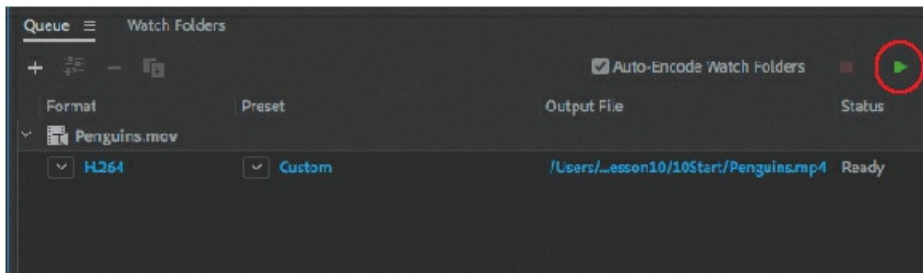 Queue Watch Folders
Auto-Encode Watch Folders
Format Preset Output File Status
Penguins.mov
H.264 Custom /Users/...esson10/10Start/Penguins.mp4 Ready